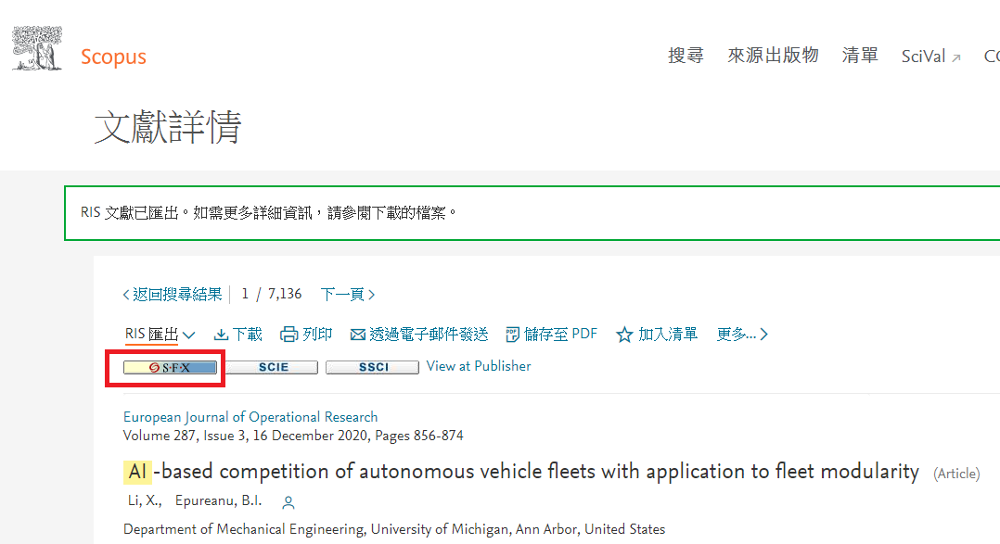 Scopus
搜尋 來源出版物 清單 SciVal ↗
文獻詳情
RIS 文獻已匯出。如需更多詳細資訊，請參閱下載的檔案。
返回搜尋結果 1 / 7,136 下一頁
RIS 匯出 下載 列印 透過電子郵件發送 儲存至 PDF 加入清單 更多...
S·F·X SCIE SSCI View at Publisher
European Journal of Operational Research
Volume 287, Issue 3, 16 December 2020, Pages 856-874
AI -based competition of autonomous vehicle fleets with application to fleet modularity (Article)
Li, X., Epureanu, B.I.
Department of Mechanical Engineering, University of Michigan, Ann Arbor, United States